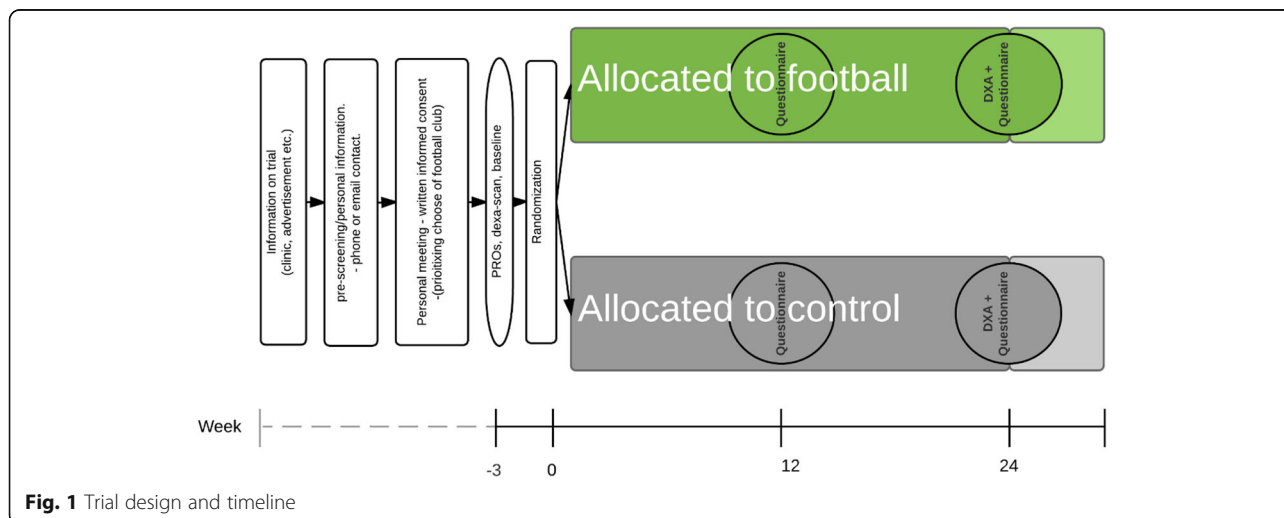 Information on trial
(clinic, advertisement etc.)
pre-screening/personal information.
- phone or email contact.
Personal meeting - written informed consent
-(prioitixing choose of football club)
PROs, dexa-scan, baseline
Randomization
Allocated to football
Questionnaire
DXA +
Questionnaire
Allocated to control
Questionnaire
DXA +
Questionnaire
Week
-3
0
12
24
Fig. 1 Trial design and timeline